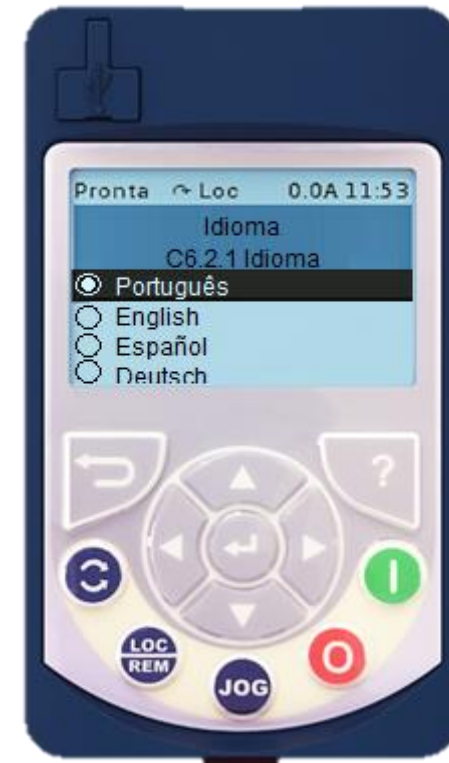 Pronta ↷ Loc 0.0A 11:53
Idioma
C6.2.1 Idioma
Português
English
Español
Deutsch
?
LOC
REM
I
O
JOG